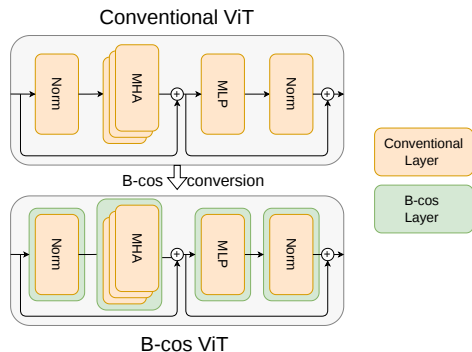 Conventional ViT
Norm
MHA
MLP
Norm
B-cos conversion
Conventional
Layer
B-cos
Layer
Norm
MHA
MLP
Norm
B-cos ViT